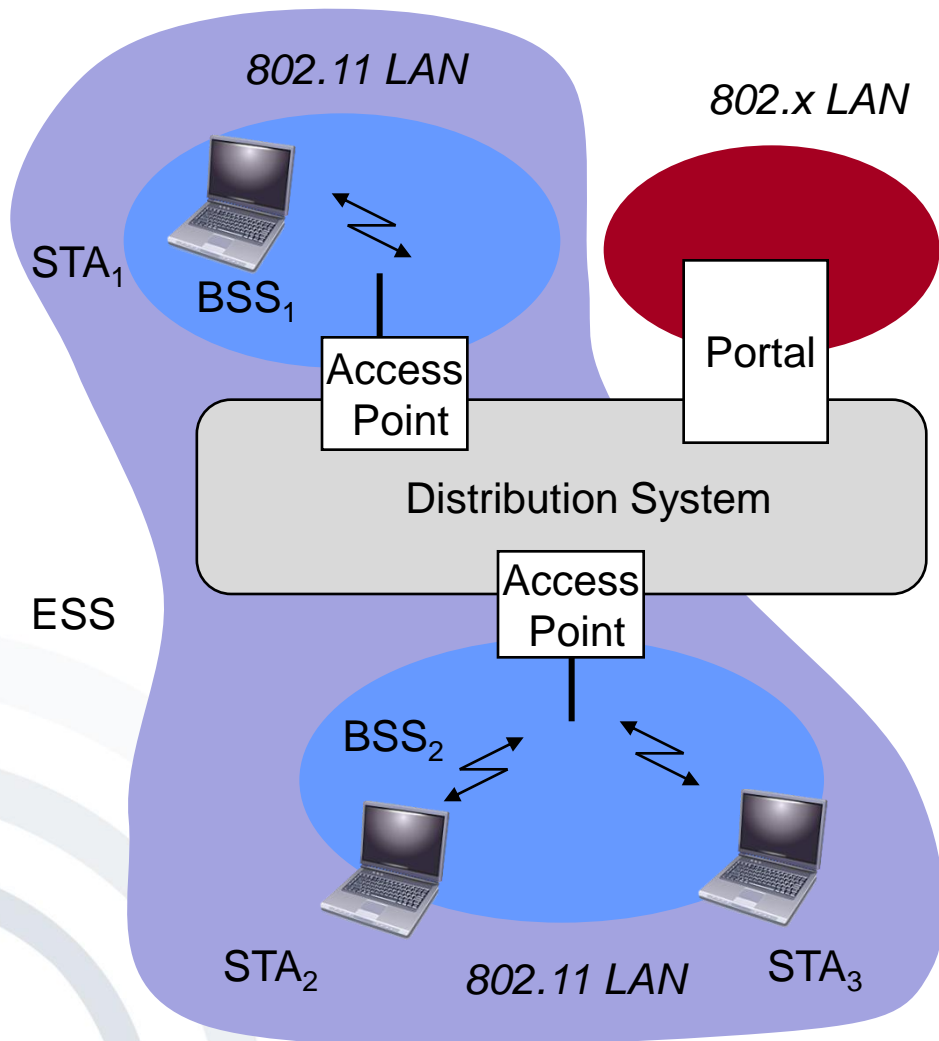 802.11 LAN
802.x LAN
STA₁
BSS₁
Access
Point
Portal
Distribution System
Access
Point
ESS
BSS₂
STA₂
802.11 LAN
STA₃